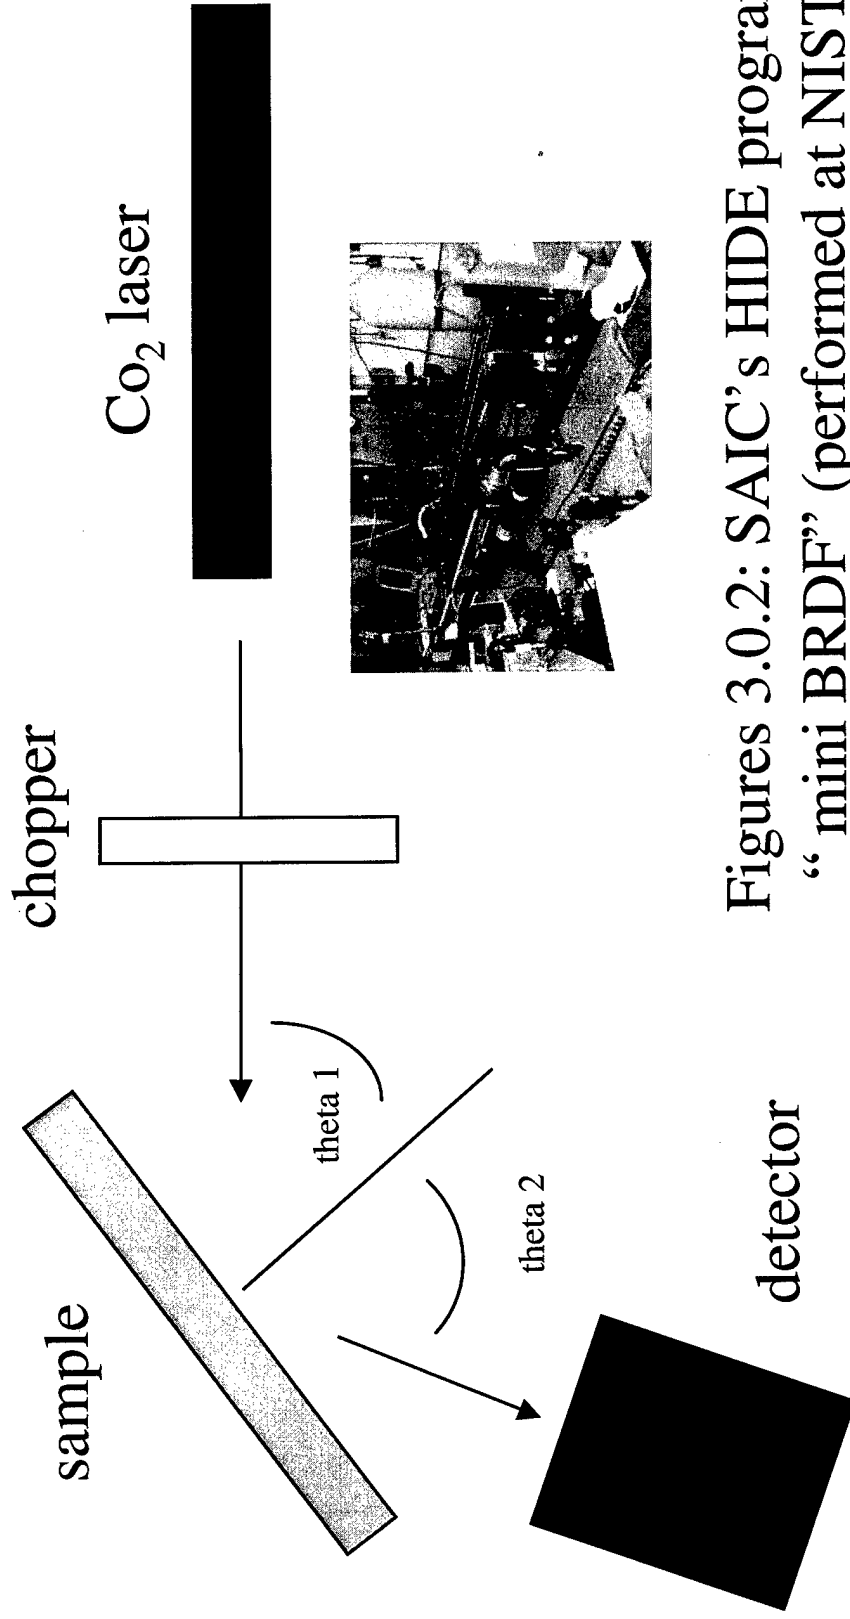 Co₂ laser
chopper
sample
theta 1
theta 2
detector
Figures 3.0.2: SAIC’s HIDE
“ mini BRDF” (performed at NIST